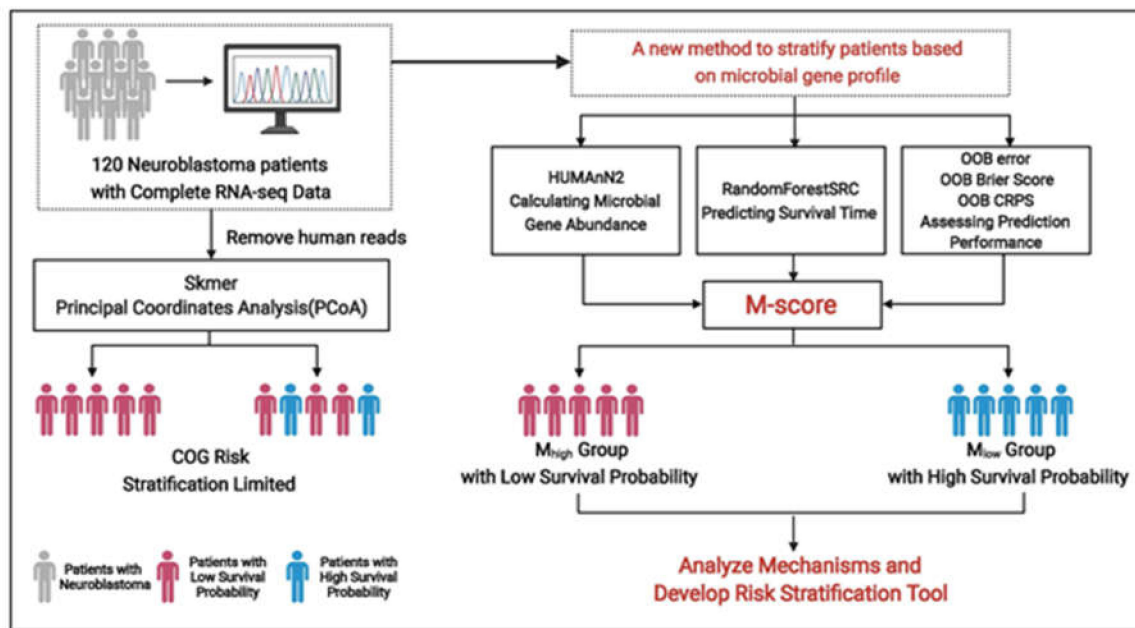 120 Neuroblastoma patients
with Complete RNA-seq Data
Remove human reads
Skmer
Principal Coordinates Analysis(PCoA)
COG Risk
Stratification Limited
Patients with
Neuroblastoma
Patients with
Low Survival
Probability
Patients with
High Survival
Probability
A new method to stratify patients based
on microbial gene profile
HUMAnN2
Calculating Microbial
Gene Abundance
RandomForestSRC
Predicting Survival Time
OOB error
OOB Brier Score
OOB CRPS
Assessing Prediction
Performance
M-score
Mhigh Group
with Low Survival Probability
Mlow Group
with High Survival Probability
Analyze Mechanisms and
Develop Risk Stratification Tool